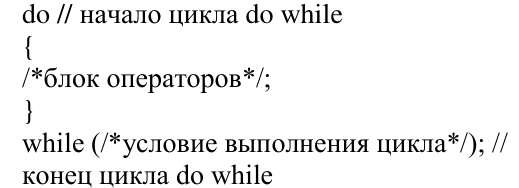 do // начало цикла do while
{
/*блок операторов*/;
}
while (/*условие выполнения цикла*/); //
конец цикла do while